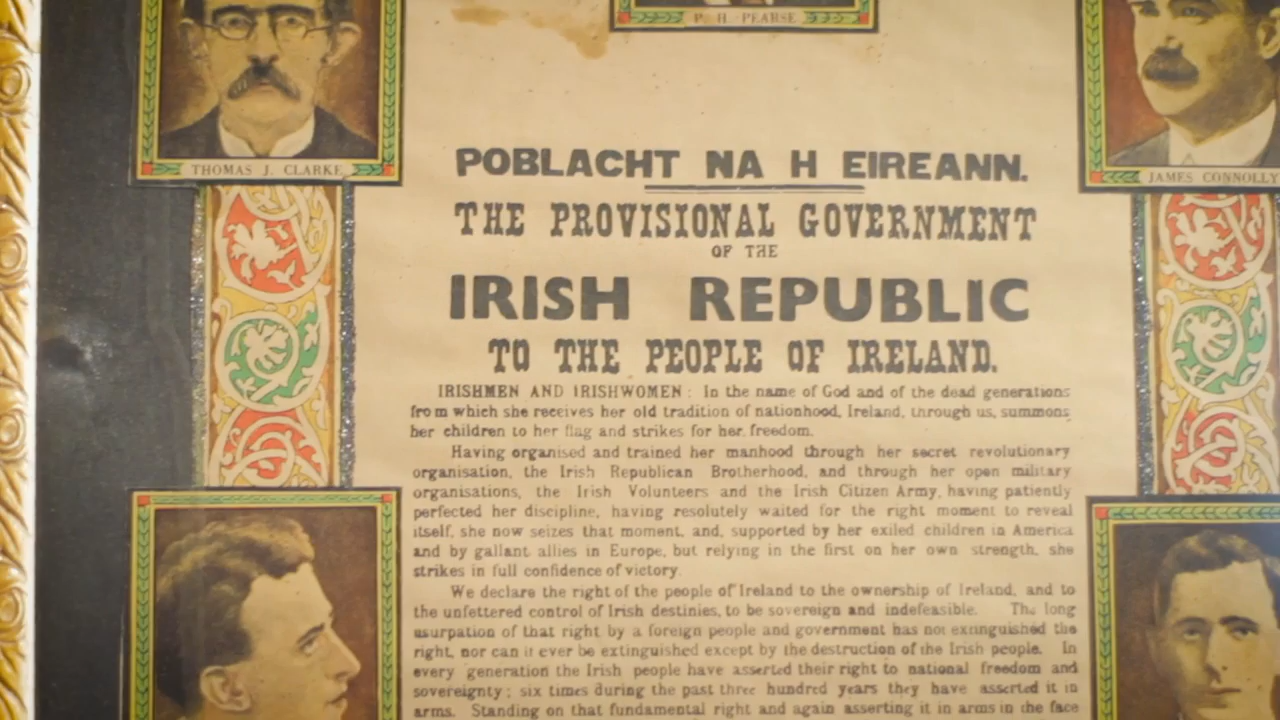 P. H. PEARSE
THOMAS J. CLARKE
JAMES CONNOLLY
POBLACHT NA H EIREANN.
THE PROVISIONAL GOVERNMENT
OF THE
IRISH REPUBLIC
TO THE PEOPLE OF IRELAND.
IRISHMEN AND IRISHWOMEN : In the name of God and of the dead generations
from which she receives her old tradition of nationhood, Ireland, through us, summons
her children to her flag and strikes for her freedom.
Having organised and trained her manhood through her secret revolutionary
organisation, the Irish Republican Brotherhood, and through her open military
organisations, the Irish Volunteers and the Irish Citizen Army, having patiently
perfected her discipline, having resolutely waited for the right moment to reveal
itself, she now seizes that moment, and, supported by her exiled children in America
and by gallant allies in Europe, but relying in the first on her own strength, she
strikes in full confidence of victory.
We declare the right of the people of Ireland to the ownership of Ireland, and to
the unfettered control of Irish destinies, to be sovereign and indefeasible. The long
usurpation of that right by a foreign people and government has not extinguished the
right, nor can it ever be extinguished except by the destruction of the Irish people. In
every generation the Irish people have asserted their right to national freedom and
sovereignty ; six times during the past three hundred years they have asserted it in
arms. Standing on that fundamental right and again asserting it in arms in the face